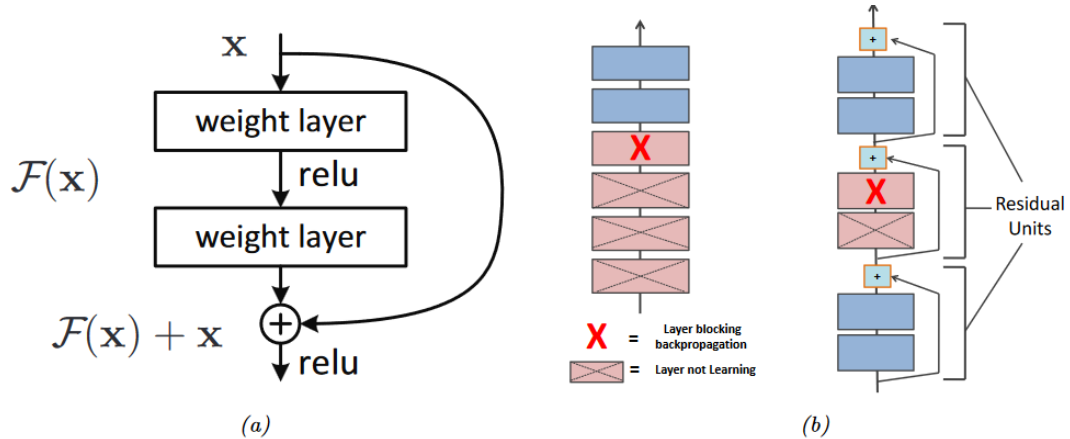 x
weight layer
F(x)
relu
weight layer
F(x) + x
+
relu
(a)
X
X = Layer blocking
backpropagation
= Layer not Learning
+
+
X
+
Residual
Units
(b)